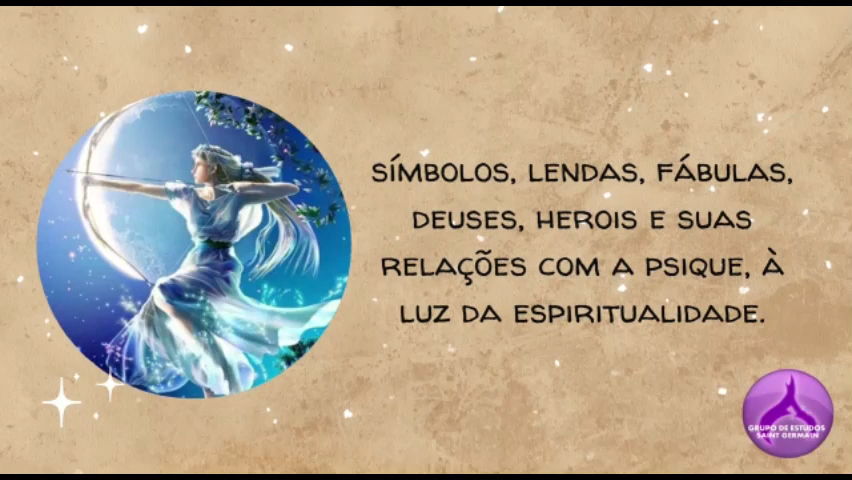 SÍMBOLOS, LENDAS, FÁBULAS,
DEUSES, HEROIS E SUAS
RELAÇÕES COM A PSIQUE, À
LUZ DA ESPIRITUALIDADE.
GRUPO DE ESTUDOS
SAINT GERMAIN